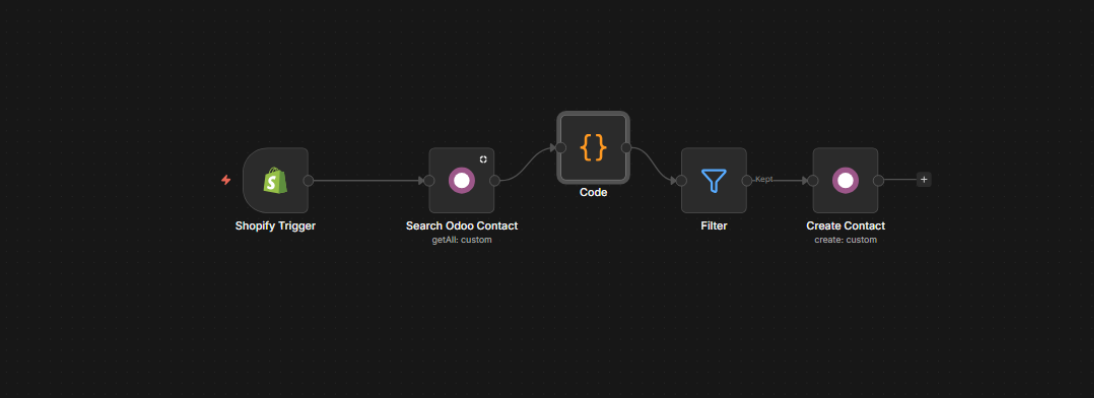 Code
Kept
Shopify Trigger
Search Odoo Contact
getAll: custom
Filter
Create Contact
create: custom